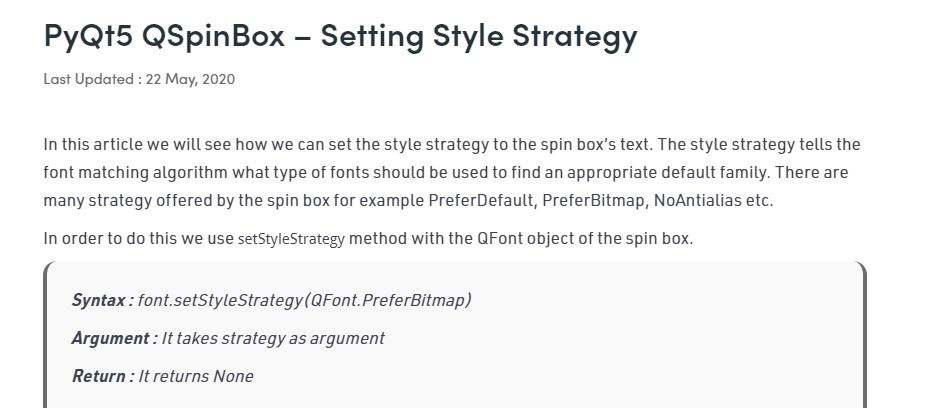 PyQt5 QSpinBox – Setting Style Strategy
Last Updated : 22 May, 2020
In this article we will see how we can set the style strategy to the spin box’s text. The style strategy tells the
font matching algorithm what type of fonts should be used to find an appropriate default family. There are
many strategy offered by the spin box for example PreferDefault, PreferBitmap, NoAntialias etc.
In order to do this we use setStyleStrategy method with the QFont object of the spin box.
Syntax : font.setStyleStrategy(QFont.PreferBitmap)
Argument : It takes strategy as argument
Return : It returns None